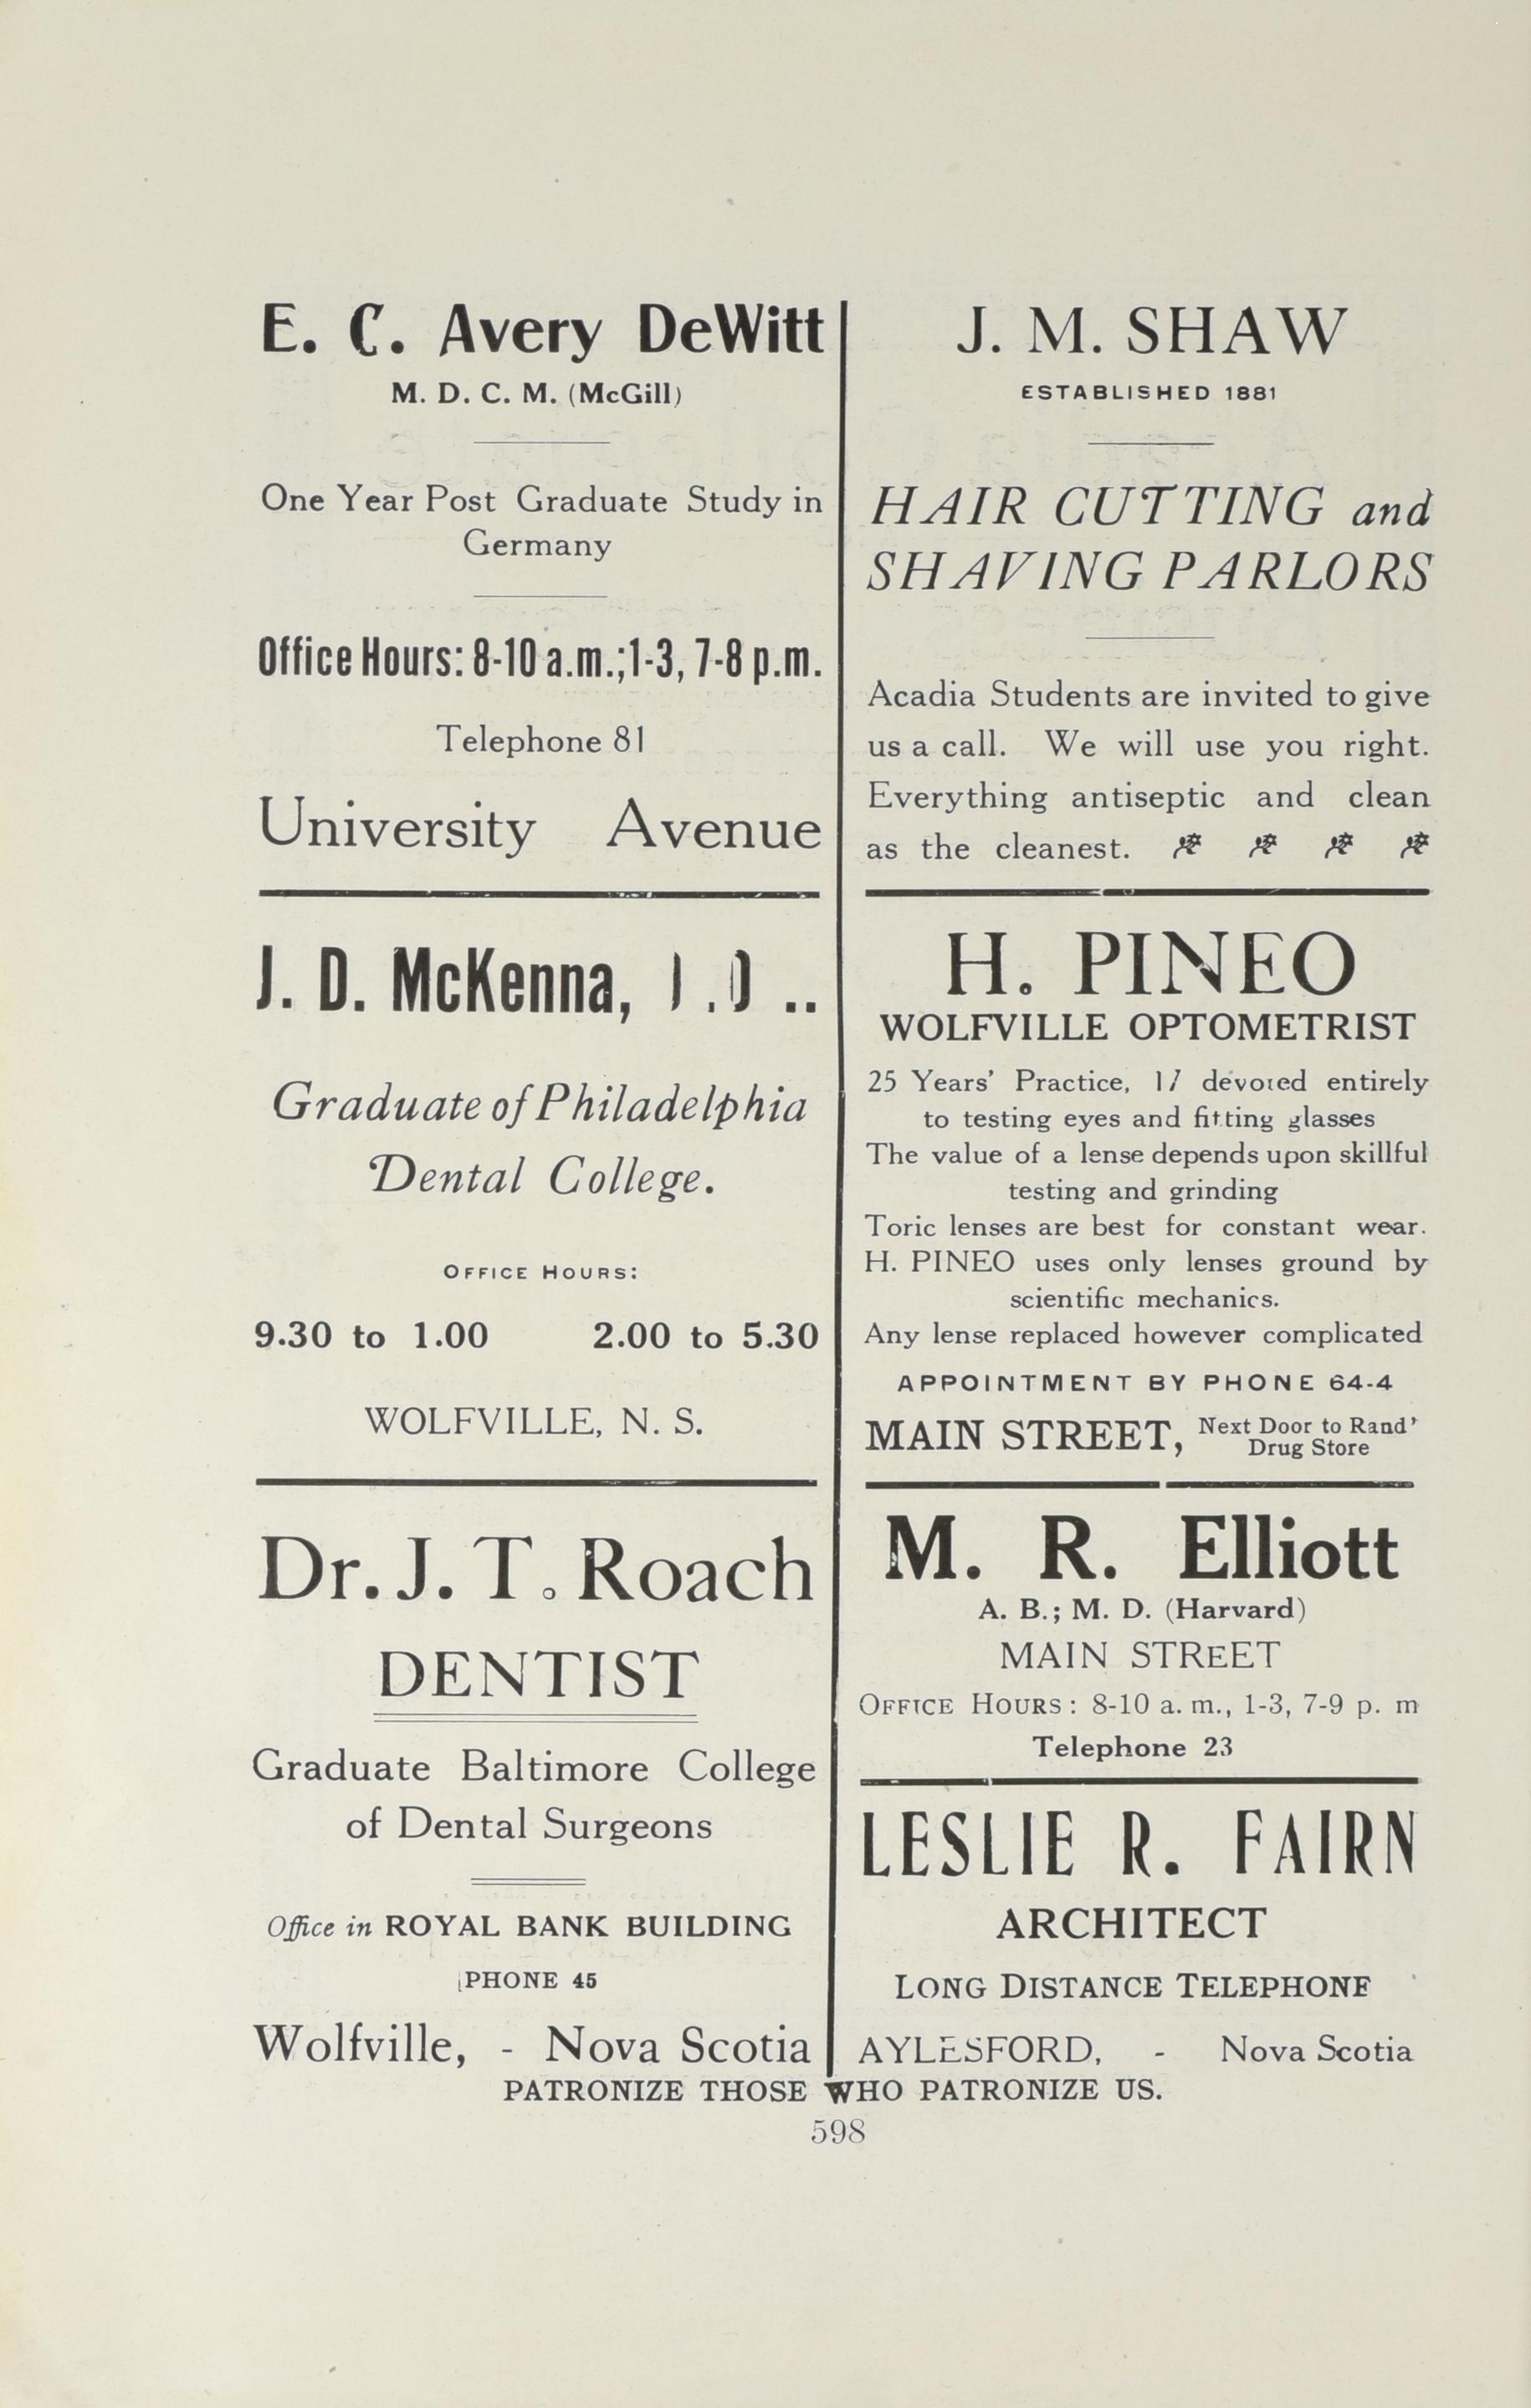 E. C. Avery DeWitt
M. D. C. M. (McGill)
One Year Post Graduate Study in
Germany
Office Hours: 8-10 a.m.;1-3, 7-8 p.m.
Telephone 81
University Avenue
J. D. McKenna,
Graduate of Philadelphia
Dental College.
OFFICE HOURS:
9.30 to 1.00 2.00 to 5.30
WOLFVILLE, N. S.
Dr. J. T. Roach
DENTIST
Graduate Baltimore College
of Dental Surgeons
Office in ROYAL BANK BUILDING
PHONE 45
Wolfville, - Nova Scotia
J. M. SHAW
ESTABLISHED 1881
HAIR CUTTING and
SHAVING PARLORS
Acadia Students are invited to give
us a call. We will use you right.
Everything antiseptic and clean
as the cleanest.
H. PINEO
WOLFVILLE OPTOMETRIST
25 Years' Practice, 17 devoted entirely
to testing eyes and fitting glasses
The value of a lense depends upon skillful
testing and grinding
Toric lenses are best for constant wear.
H. PINEO uses only lenses ground by
scientific mechanics.
Any lense replaced however complicated
APPOINTMENT BY PHONE 64-4
MAIN STREET, Next Door to Rand'
Drug Store
M. R. Elliott
A. B.; M. D. (Harvard)
MAIN STREET
OFFICE HOURS: 8-10 a. m., 1-3, 7-9 p. m
Telephone 23
LESLIE R. FAIRN
ARCHITECT
LONG DISTANCE TELEPHONE
AYLESFORD, - Nova Scotia
PATRONIZE THOSE WHO PATRONIZE US.
598